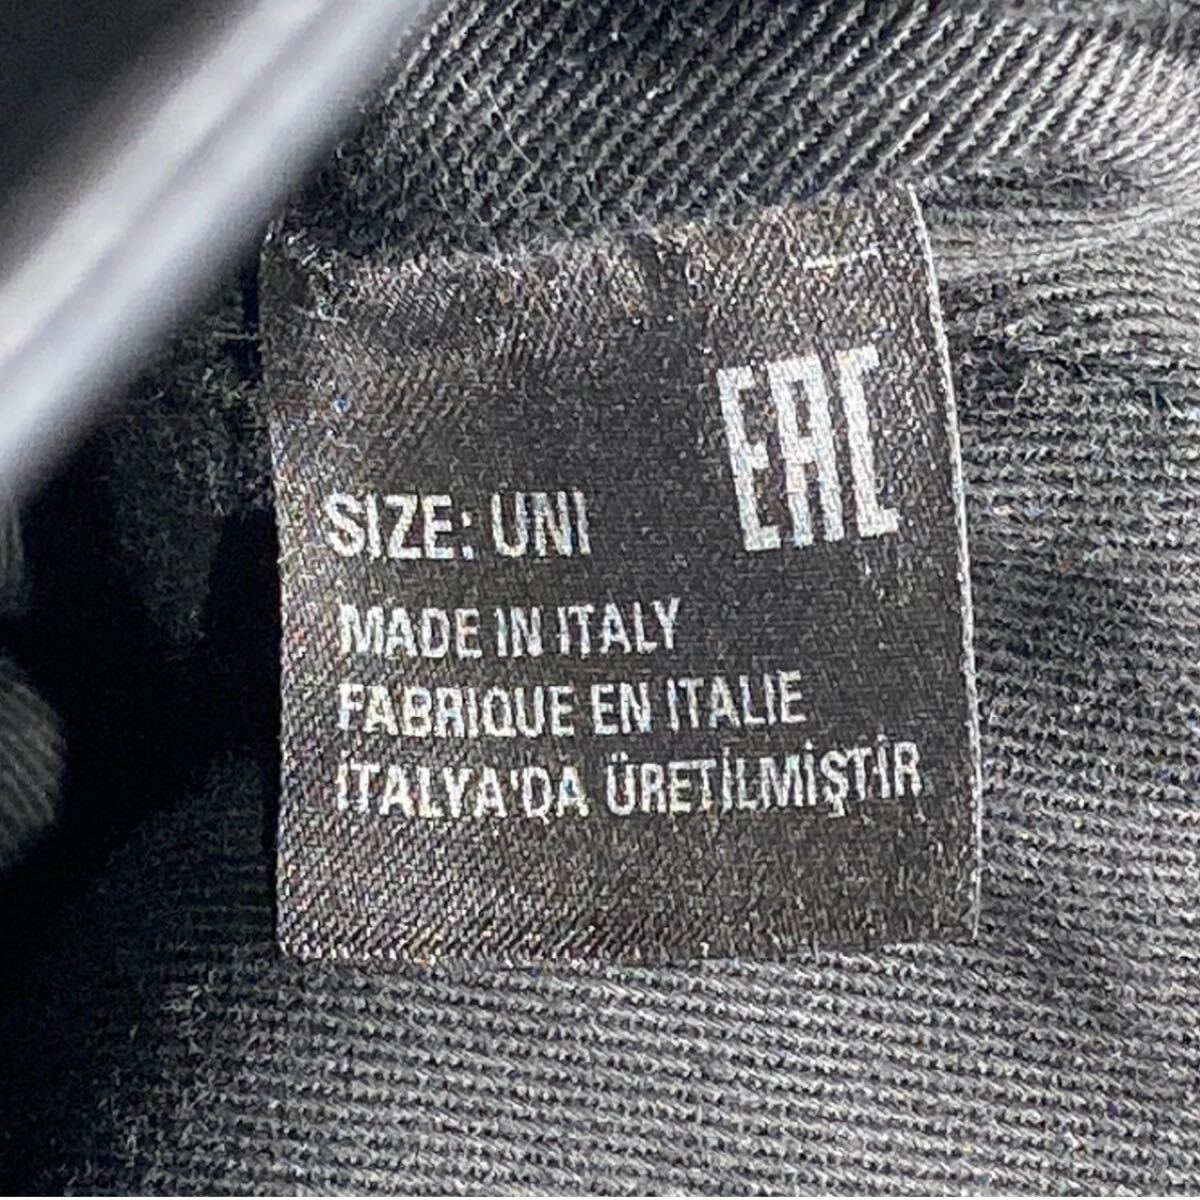 EAC
SIZE: UNI
MADE IN ITALY
FABRIQUE EN ITALIE
İTALYA'DA ÜRETİLMİŞTİR